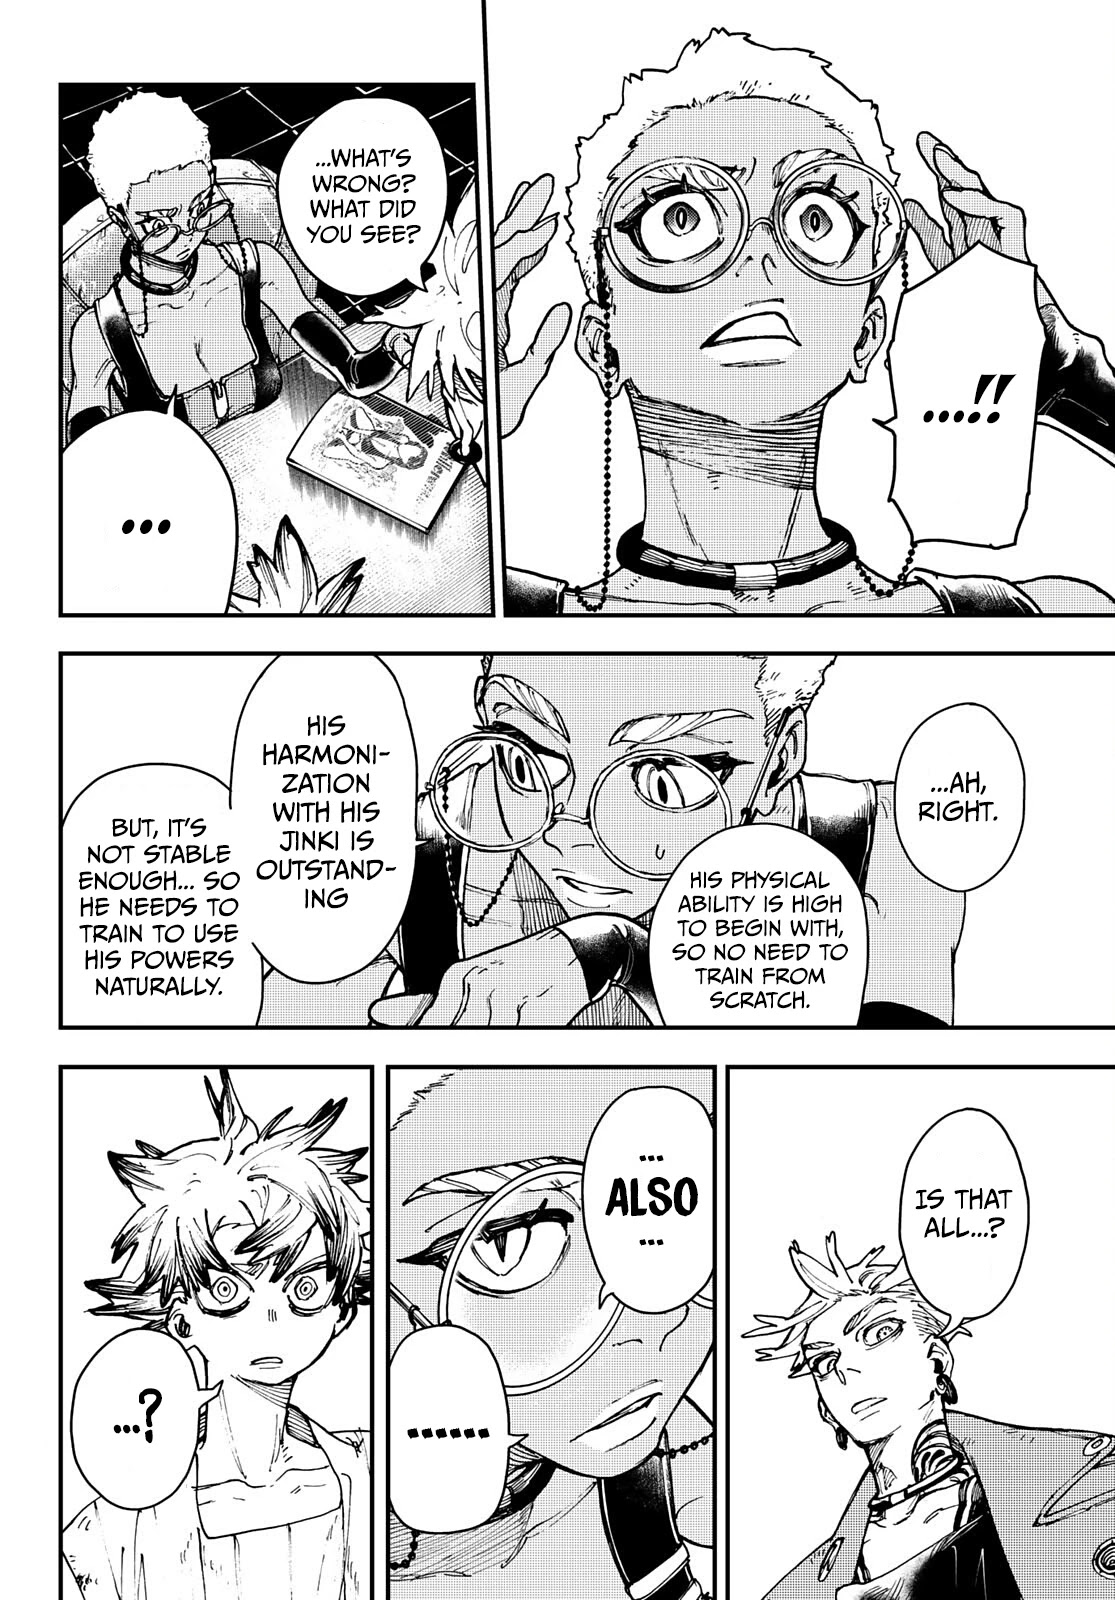 .....!!
...WHAT'S
WRONG?
WHAT DID
YOU SEE?
...
...AH,
RIGHT.
HIS PHYSICAL
ABILITY IS HIGH
TO BEGIN WITH,
SO NO NEED TO
TRAIN FROM
SCRATCH.
HIS
HARMONI-
ZATION
WITH HIS
JINKI IS
OUTSTAND-
ING
BUT, IT'S
NOT STABLE
ENOUGH... SO
HE NEEDS TO
TRAIN TO USE
HIS POWERS
NATURALLY.
IS THAT
ALL...?
...
ALSO
...
......
...?